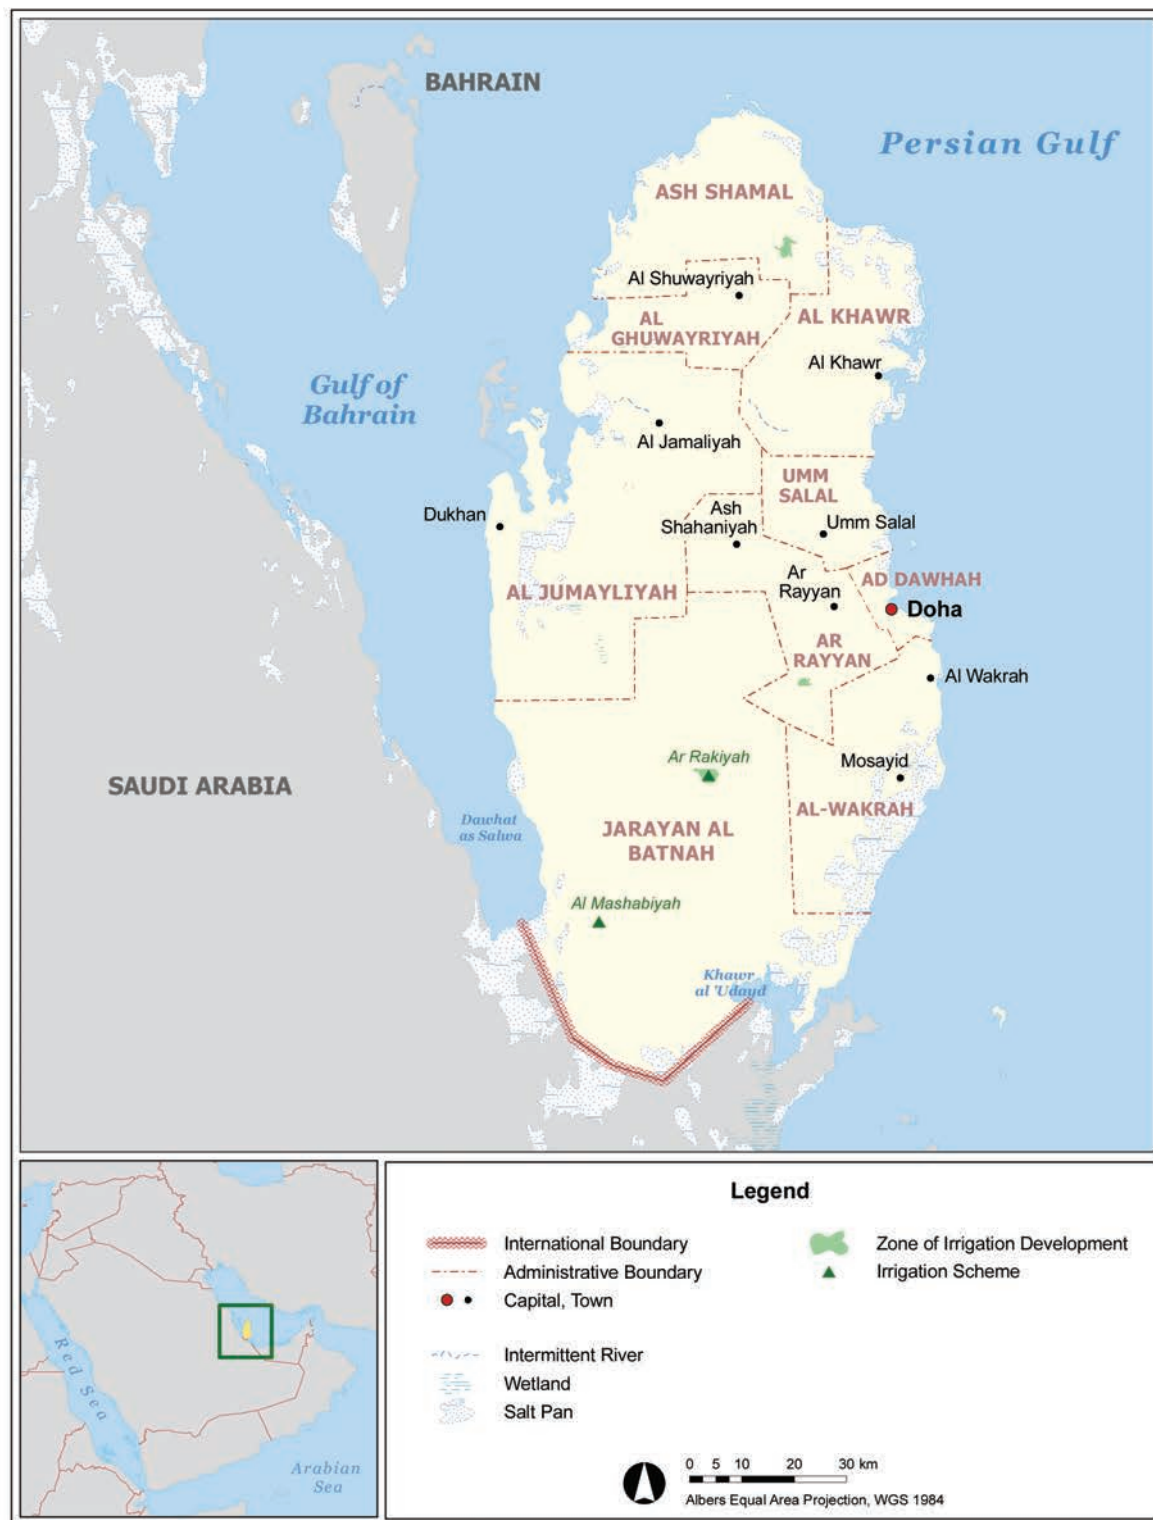 BAHRAIN
Persian Gulf
ASH SHAMAL
Al Shuwayriyah
AL
GHUWAYRIYAH
AL KHAWR
Al Khawr
Gulf of
Bahrain
Al Jamaliyah
UMM
SALAL
Dukhan
Ash
Shahaniyah
Umm Salal
AL JUMAYLIYAH
Ar
Rayyan
AD DAWHAH
Doha
AR
RAYYAN
Al Wakrah
Ar Rakiyah
Mosayid
SAUDI ARABIA
AL-WAKRAH
Dawhat
as Salwa
JARAYAN AL
BATNAH
Al Mashabiyah
Khawr
al 'Udayd
Red Sea
Arabian
Sea
Legend
International Boundary
Administrative Boundary
Capital, Town
Intermittent River
Wetland
Salt Pan
Zone of Irrigation Development
Irrigation Scheme
0 5 10 20 30 km
Albers Equal Area Projection, WGS 1984